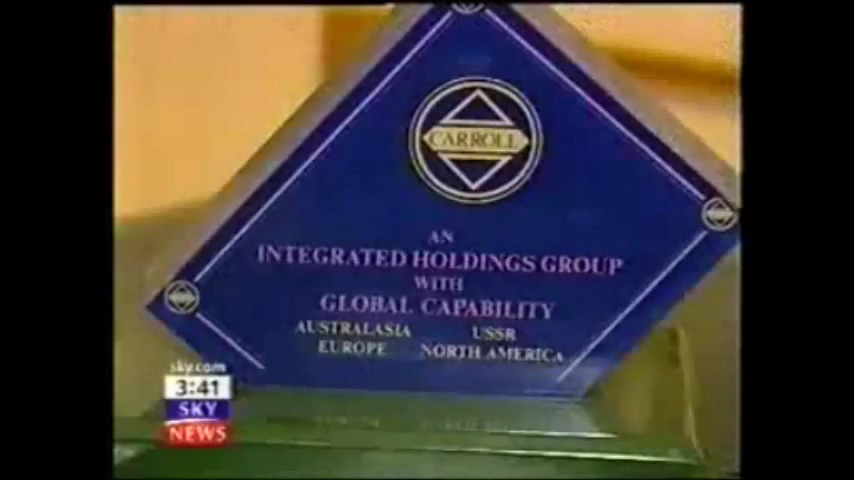 CARROLL
AN
INTEGRATED HOLDINGS GROUP
WITH
GLOBAL CAPABILITY
AUSTRALASIA USSR
EUROPE NORTH AMERICA
sky.com
3:41
SKY
NEWS